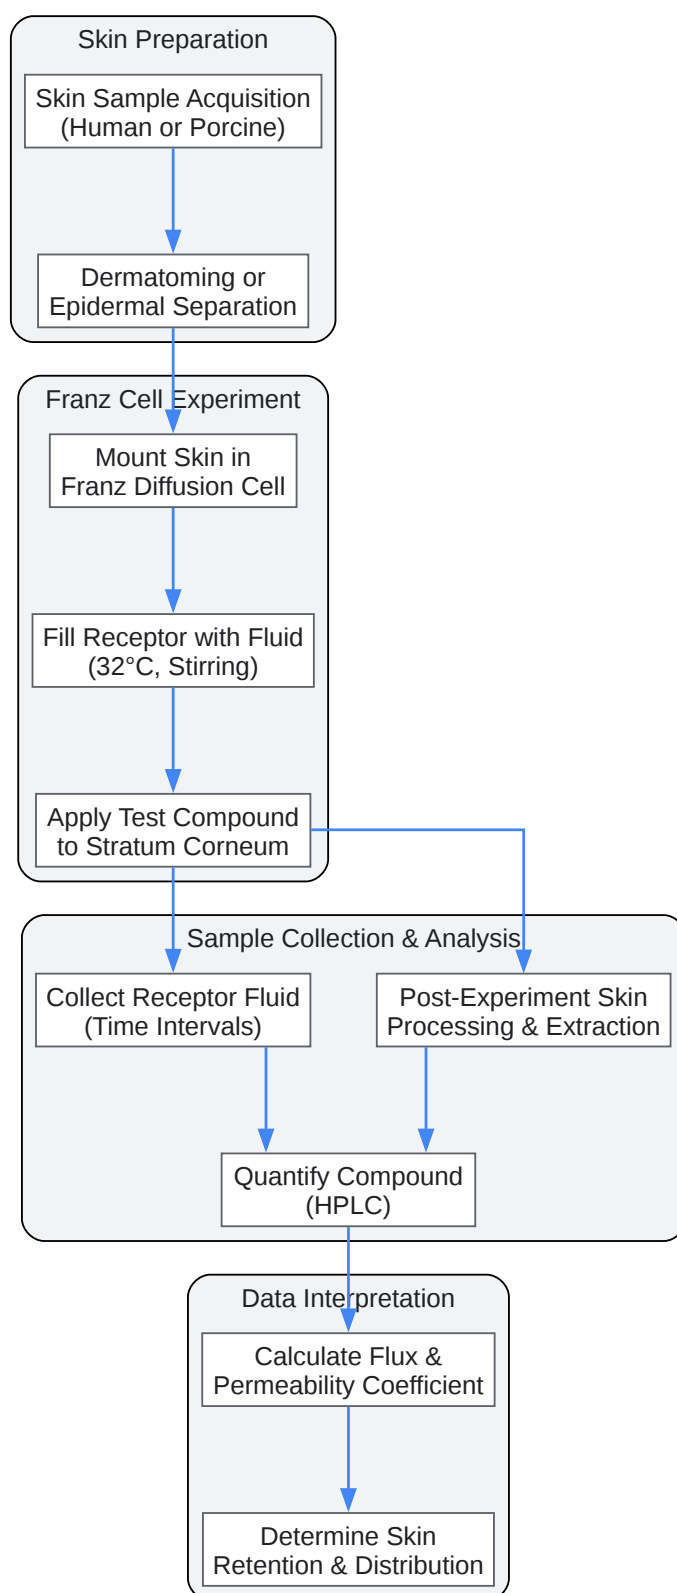 Skin Preparation
Skin Sample Acquisition
(Human or Porcine)
Dermatoming or
Epidermal Separation
Franz Cell Experiment
Mount Skin in
Franz Diffusion Cell
Fill Receptor with Fluid
(32°C, Stirring)
Apply Test Compound
to Stratum Corneum
Sample Collection & Analysis
Collect Receptor Fluid
(Time Intervals)
Post-Experiment Skin
Processing & Extraction
Quantify Compound
(HPLC)
Data Interpretation
Calculate Flux &
Permeability Coefficient
Determine Skin
Retention & Distribution